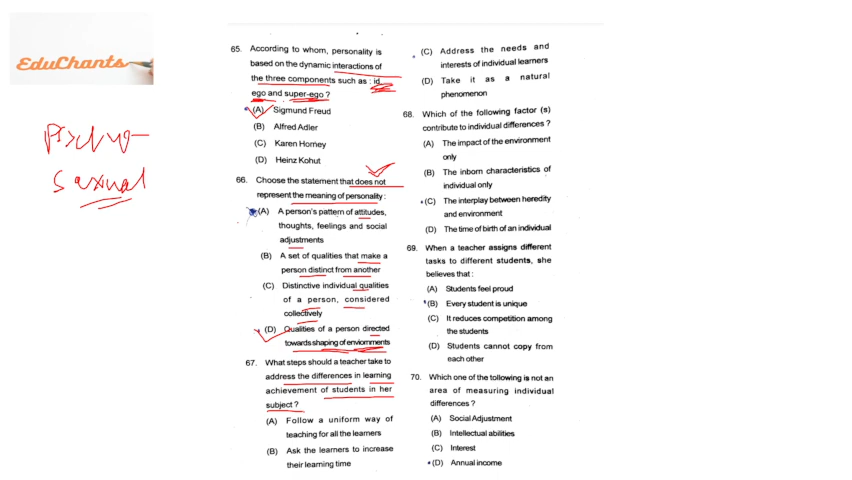 EduChants
Psycho-
Sexual
65. According to whom, personality is
based on the dynamic interactions of
the three components such as : id,
ego and super-ego ?
(A) Sigmund Freud
(B) Alfred Adler
(C) Karen Horney
(D) Heinz Kohut
66. Choose the statement that does not
represent the meaning of personality :
(A) A person's pattern of attitudes,
thoughts, feelings and social
adjustments
(B) A set of qualities that make a
person distinct from another
(C) Distinctive individual qualities
of a person, considered
collectively
(D) Qualities of a person directed
towards shaping of enviornments
67. What steps should a teacher take to
address the differences in learning
achievement of students in her
subject ?
(A) Follow a uniform way of
teaching for all the learners
(B) Ask the learners to increase
their learning time
(C) Address the needs and
interests of individual learners
(D) Take it as a natural
phenomenon
68. Which of the following factor (s)
contribute to individual differences ?
(A) The impact of the environment
only
(B) The inborn characteristics of
individual only
(C) The interplay between heredity
and environment
(D) The time of birth of an individual
69. When a teacher assigns different
tasks to different students, she
believes that :
(A) Students feel proud
(B) Every student is unique
(C) It reduces competition among
the students
(D) Students cannot copy from
each other
70. Which one of the following is not an
area of measuring individual
differences ?
(A) Social Adjustment
(B) Intellectual abilities
(C) Interest
(D) Annual income